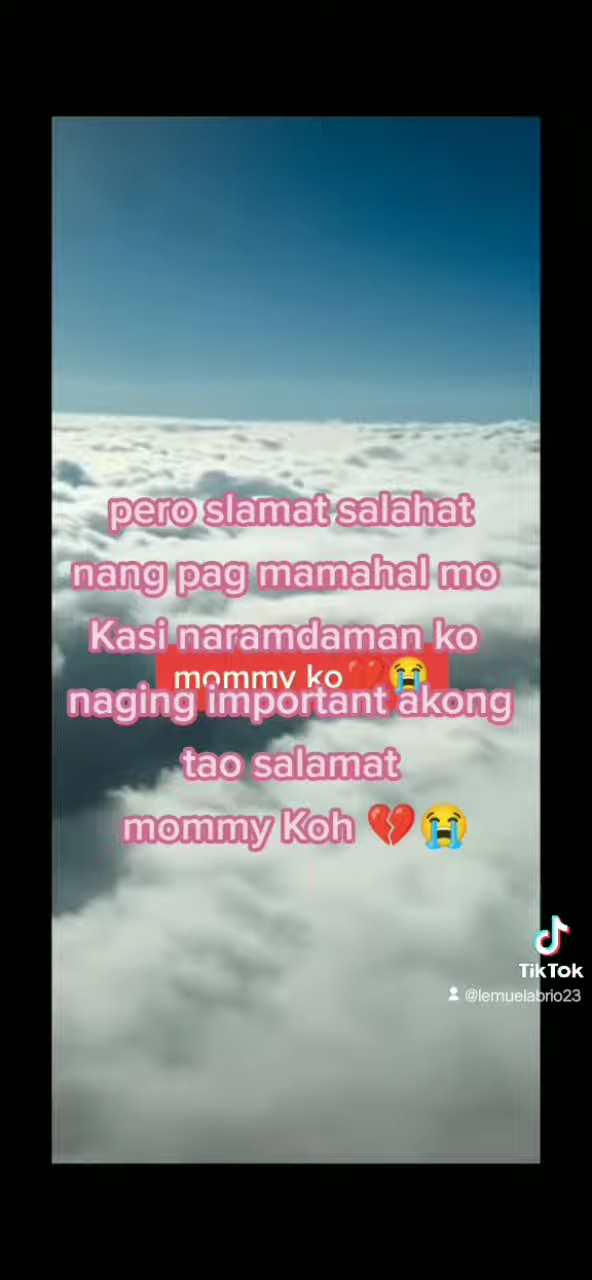 pero slamat salahat
nang pag mamahal mo
Kasi naramdaman ko
mommy ko💔😭
naging important akong
tao salamat
mommy Koh 💔😭
TikTok
@lemuelabrio23